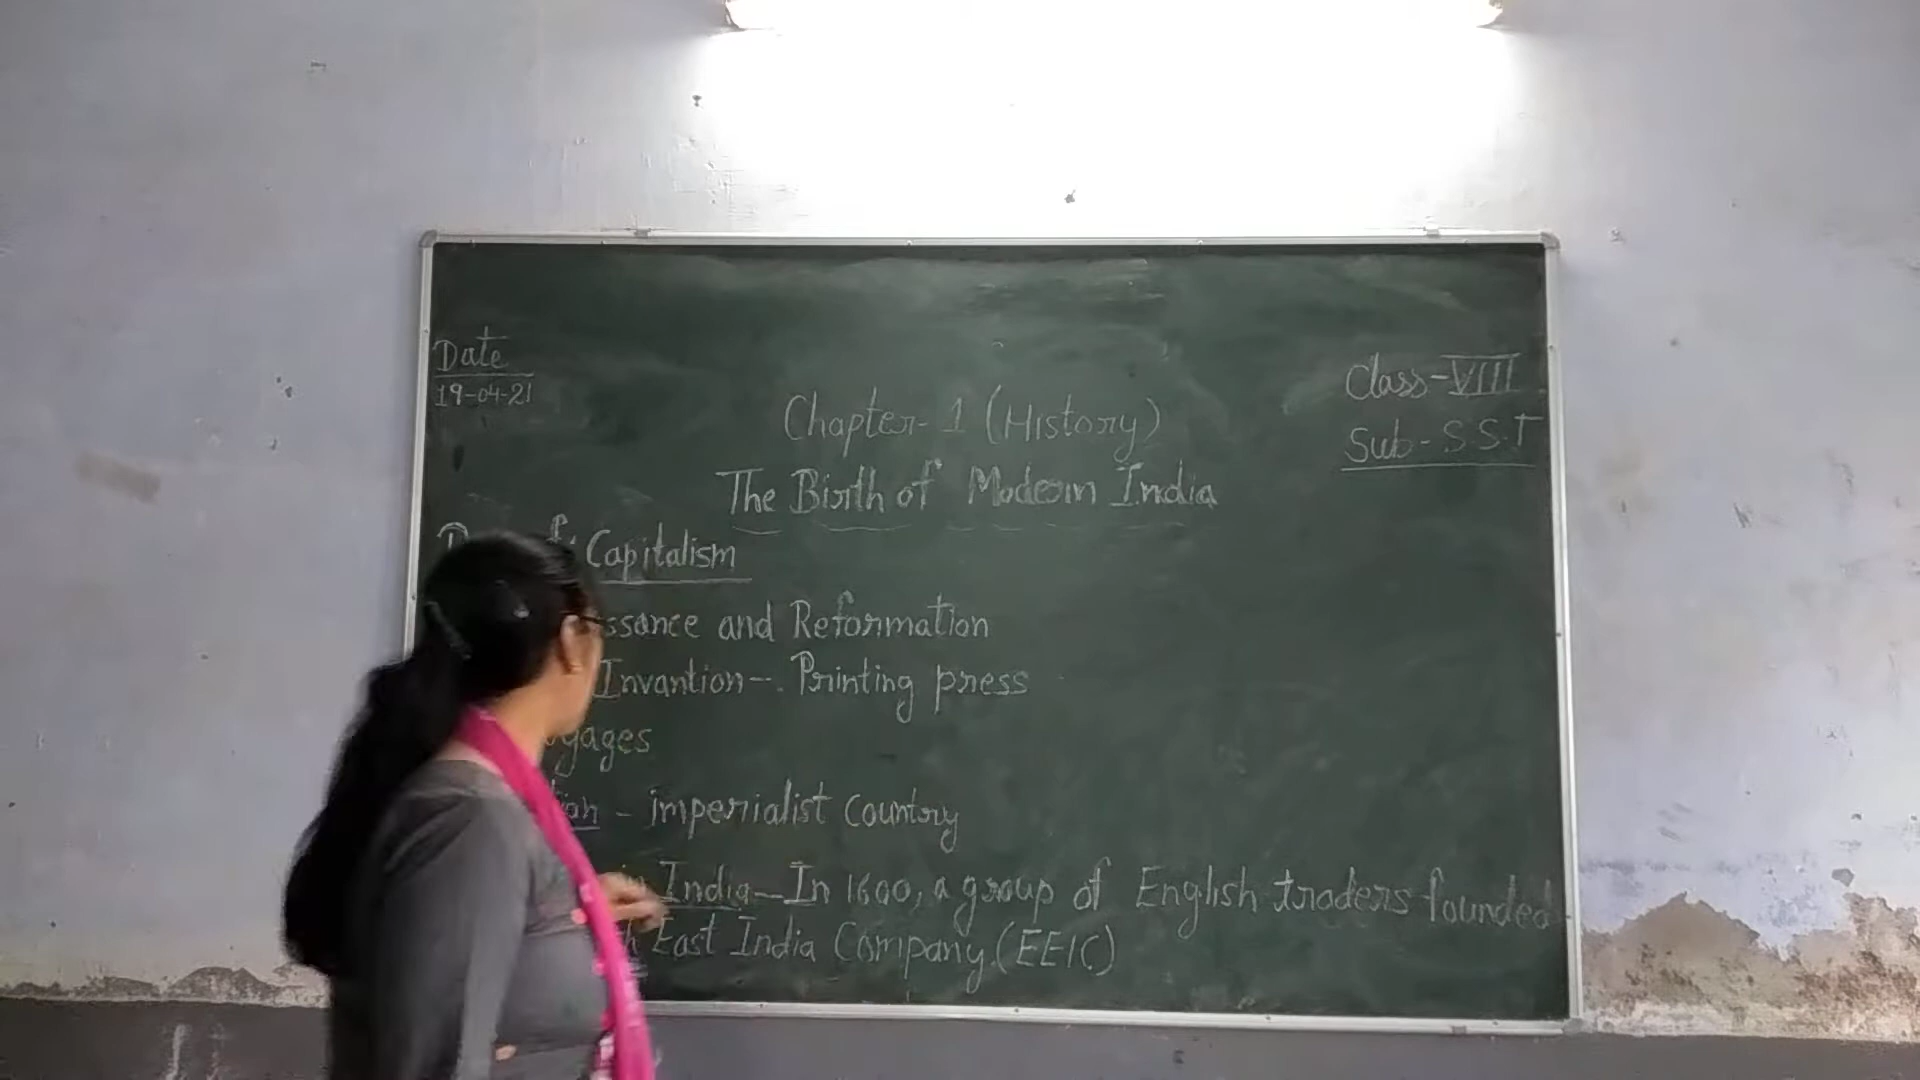 Date
19-04-21
Class-VIII
Sub-S.S.T
Chapter-1 (History)
The Birth of Modern India
Capitalism
ssance and Reformation
Invantion-. Printing press
yages
- imperialist Country
in India-In 1600, a group of English traders founded
h East India Company.(EEIC)